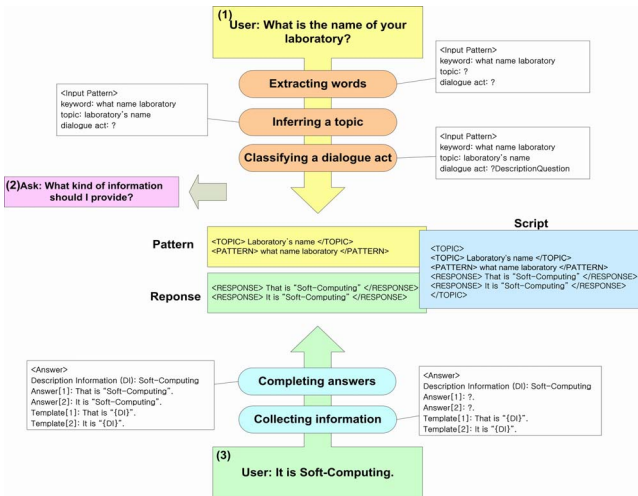 (1)
User: What is the name of your
laboratory?
Extracting words
<Input Pattern>
keyword: what name laboratory
topic: ?
dialogue act: ?
Inferring a topic
<Input Pattern>
keyword: what name laboratory
topic: laboratory's name
dialogue act: ?
Classifying a dialogue act
<Input Pattern>
keyword: what name laboratory
topic: laboratory's name
dialogue act: ?DescriptionQuestion
(2)Ask: What kind of information
should I provide?
Pattern
<TOPIC> Laboratory's name </TOPIC>
<PATTERN> what name laboratory </PATTERN>
Reponse
<RESPONSE> That is "Soft-Computing" </RESPONSE>
<RESPONSE> It is "Soft-Computing" </RESPONSE>
Script
<TOPIC>
<TOPIC> Laboratory's name </TOPIC>
<PATTERN> what name laboratory </PATTERN>
<RESPONSE> That is "Soft-Computing" </RESPONSE>
<RESPONSE> It is "Soft-Computing" </RESPONSE>
</TOPIC>
<Answer>
Description Information (DI): Soft-Computing
Answer[1]: That is "Soft-Computing".
Answer[2]: It is "Soft-Computing".
Template[1]: That is "{DI}".
Template[2]: It is "{DI}".
Completing answers
Collecting information
<Answer>
Description Information (DI): Soft-Computing
Answer[1]: ?.
Answer[2]: ?.
Template[1]: That is "{DI}".
Template[2]: It is "{DI}".
(3)
User: It is Soft-Computing.